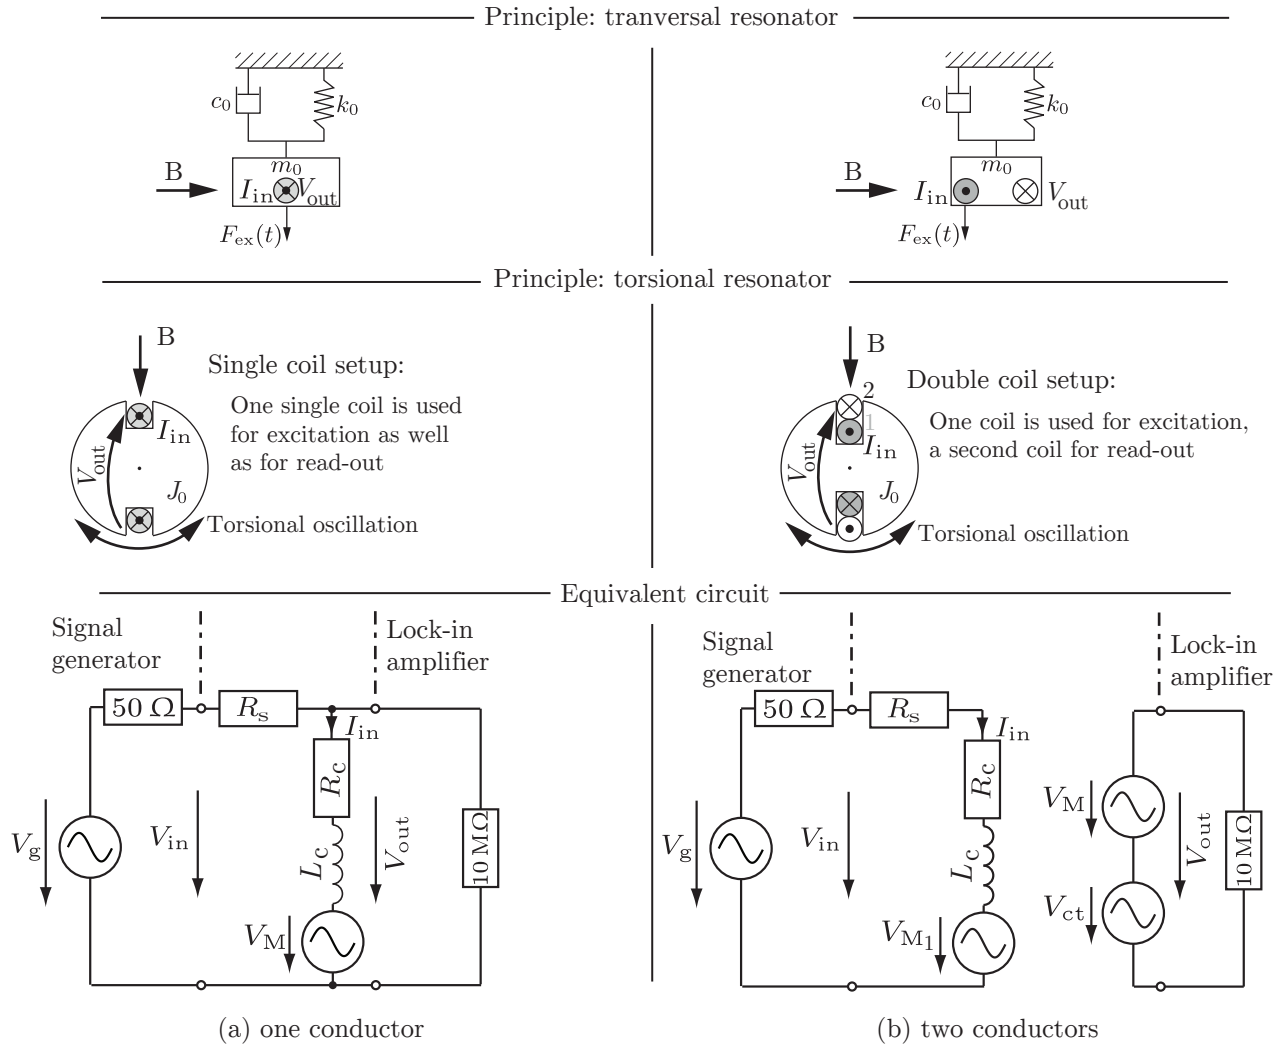 Principle: tranversal resonator
c0
k0
m0
B
Iin
Vout
Fex(t)
c0
k0
m0
B
Iin
Vout
Fex(t)
Principle: torsional resonator
B
Single coil setup:
One single coil is used
for excitation as well
as for read-out
Iin
Vout
J0
Torsional oscillation
B
2
1
Double coil setup:
One coil is used for excitation,
a second coil for read-out
Iin
Vout
J0
Torsional oscillation
Equivalent circuit
Signal
generator
Lock-in
amplifier
50 Ω
Rs
Iin
Rc
Vg
Vin
Lc
Vout
10 MΩ
VM
Signal
generator
Lock-in
amplifier
50 Ω
Rs
Iin
Rc
Vg
Vin
Lc
VM1
VM
Vct
Vout
10 MΩ
(a) one conductor
(b) two conductors